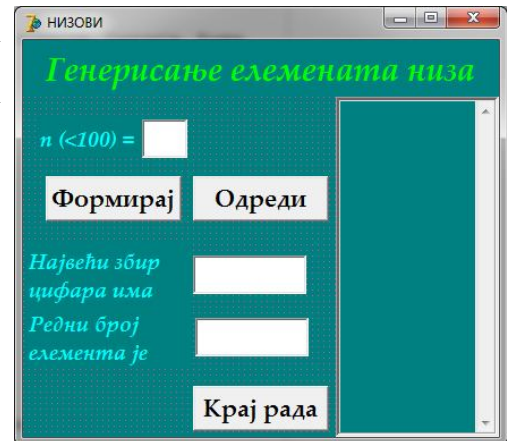 НИЗОВИ
Генерисање елемената низа
n (<100) =
Формирај
Одреди
Највећи збир
цифара има
Редни број
елемента је
Крај рада